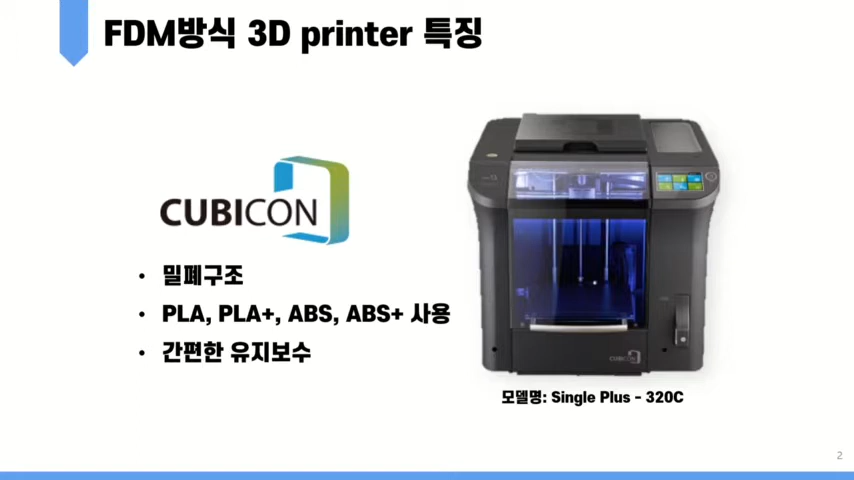 FDM방식 3D printer 특징
CUBICON
• 밀폐구조
• PLA, PLA+, ABS, ABS+ 사용
• 간편한 유지보수
CUBICON
모델명: Single Plus - 320C
2